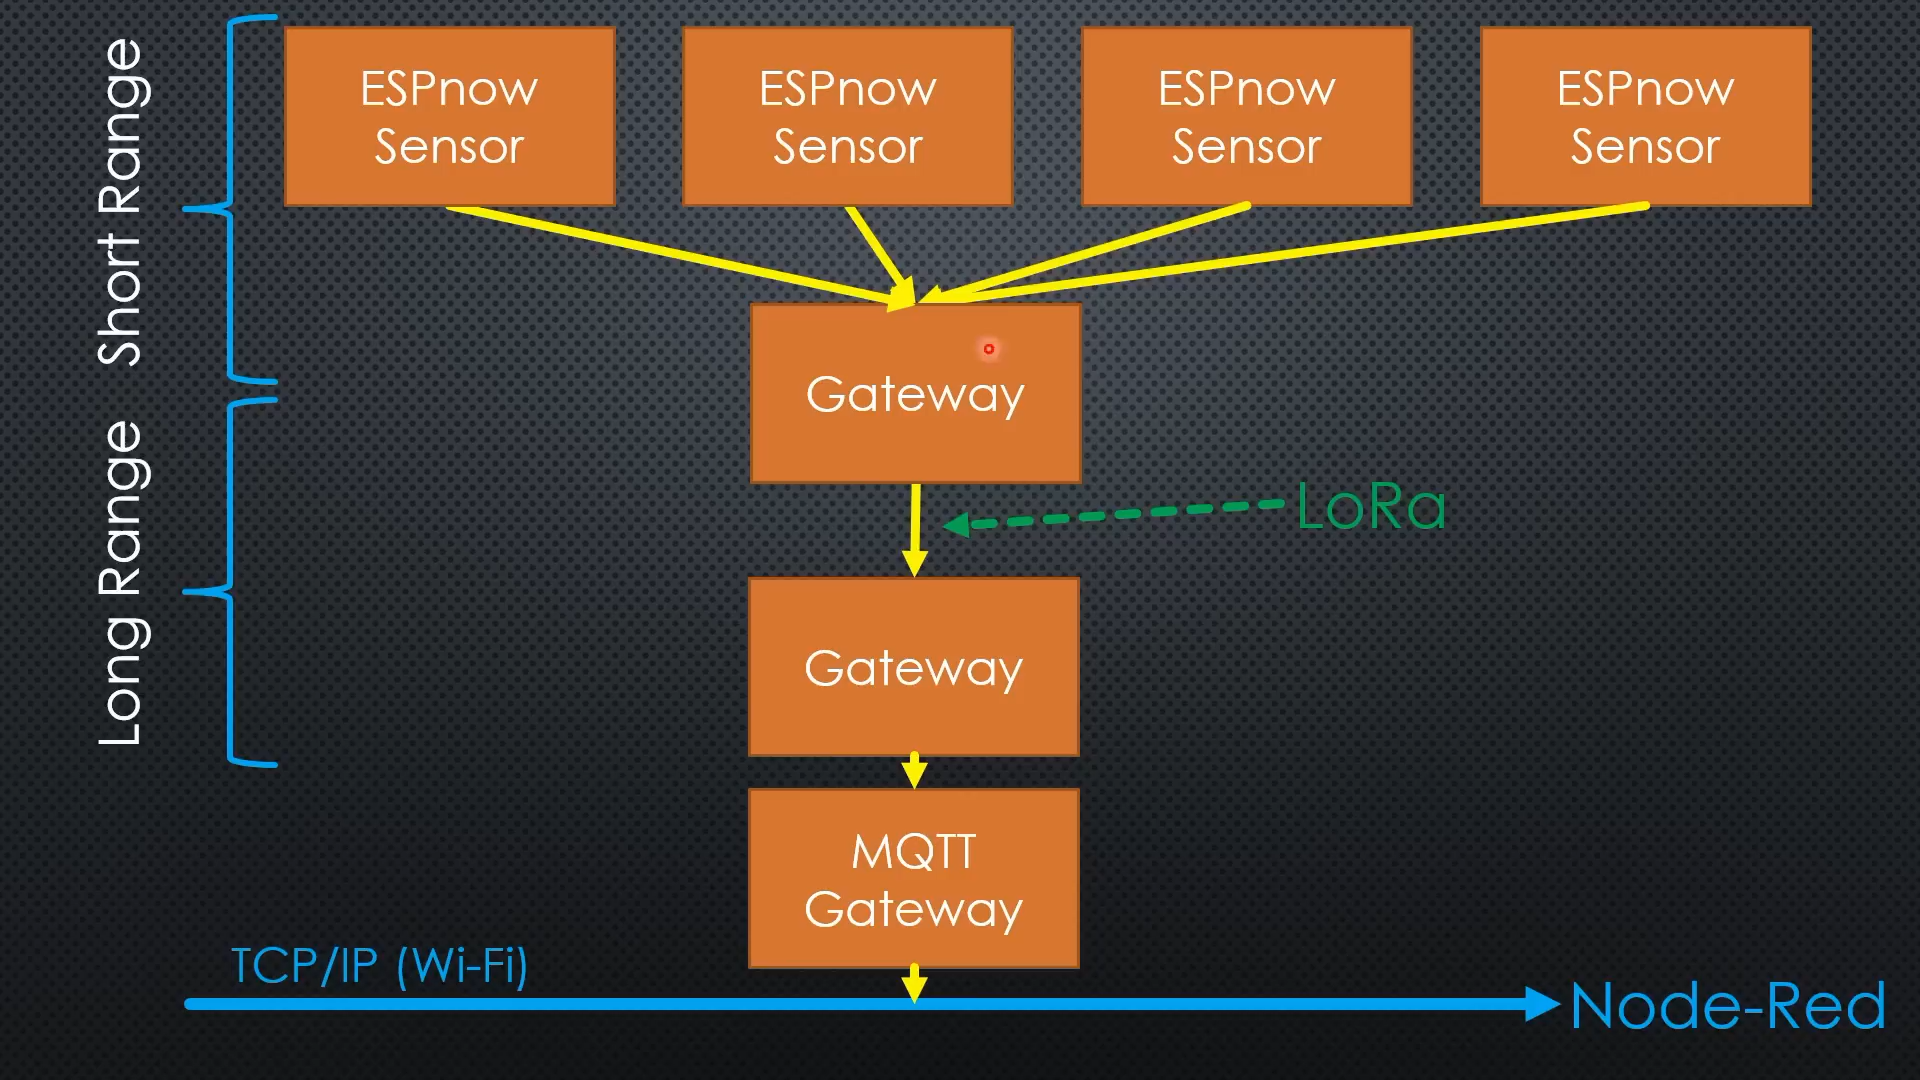 Short Range
ESPnow
Sensor
ESPnow
Sensor
ESPnow
Sensor
ESPnow
Sensor
Gateway
Long Range
LoRa
Gateway
MQTT
Gateway
TCP/IP (Wi-Fi)
Node-Red